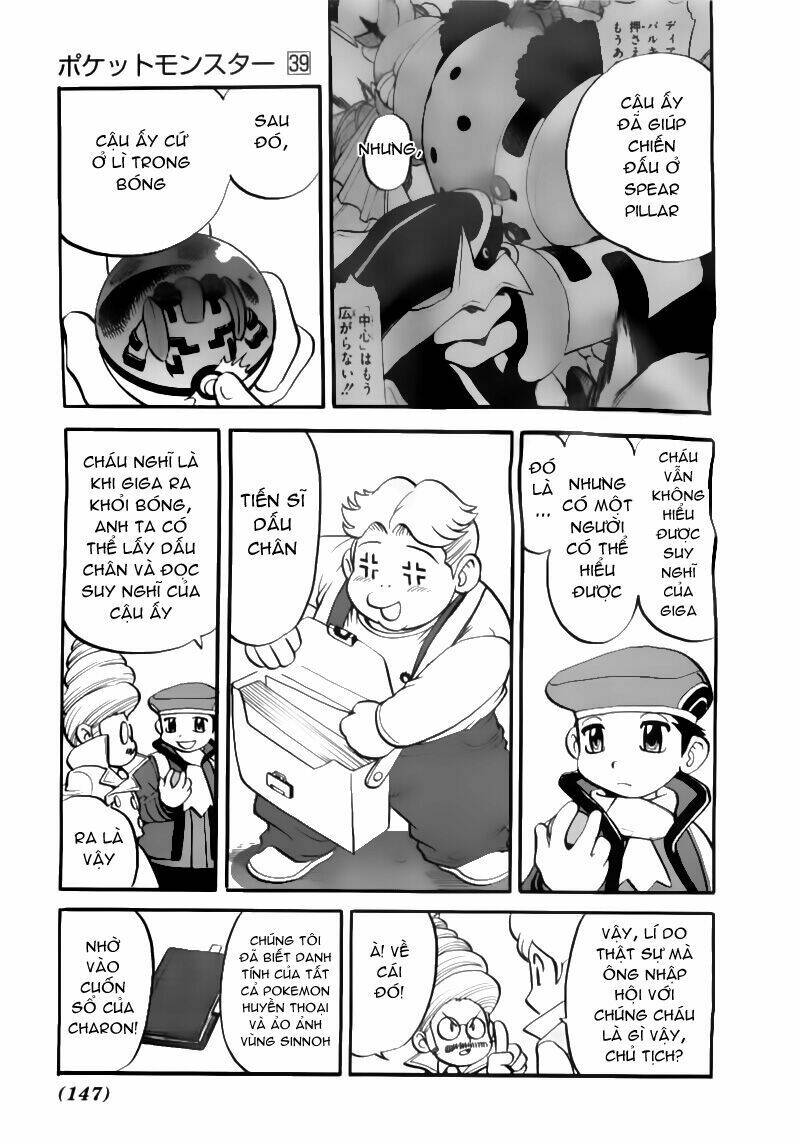 ポケットモンスター 39
CẬU ẤY
ĐÃ GIÚP
CHIẾN
ĐẤU Ở
SPEAR
PILLAR
NHƯNG,
「中心」はもう
広がらない!!
SAU
ĐÓ,
CẬU ẤY CỨ
Ở LÌ TRONG
BÓNG
CHÁU
VẪN
KHÔNG
HIỂU
ĐƯỢC
SUY
NGHĨ
CỦA
GIGA
NHƯNG
CÓ MỘT
NGƯỜI
CÓ THỂ
HIỂU
ĐƯỢC
ĐÓ
LÀ
...
TIẾN SĨ
DẤU
CHÂN
CHÁU NGHĨ LÀ
KHI GIGA RA
KHỎI BÓNG,
ANH TA CÓ
THỂ LẤY DẤU
CHÂN VÀ ĐỌC
SUY NGHĨ CỦA
CẬU ẤY
RA LÀ
VẬY
VẬY, LÍ DO
THẬT SỰ MÀ
ÔNG NHẬP
HỘI VỚI
CHÚNG CHÁU
LÀ GÌ VẬY,
CHỦ TỊCH?
À! VỀ
CÁI
ĐÓ!
CHÚNG TÔI
ĐÃ BIẾT DANH
TÍNH CỦA TẤT
CẢ POKEMON
HUYỀN THOẠI
VÀ ẢO ẢNH
VÙNG SINNOH
NHỜ
VÀO
CUỐN
SỔ CỦA
CHARON!
(147)